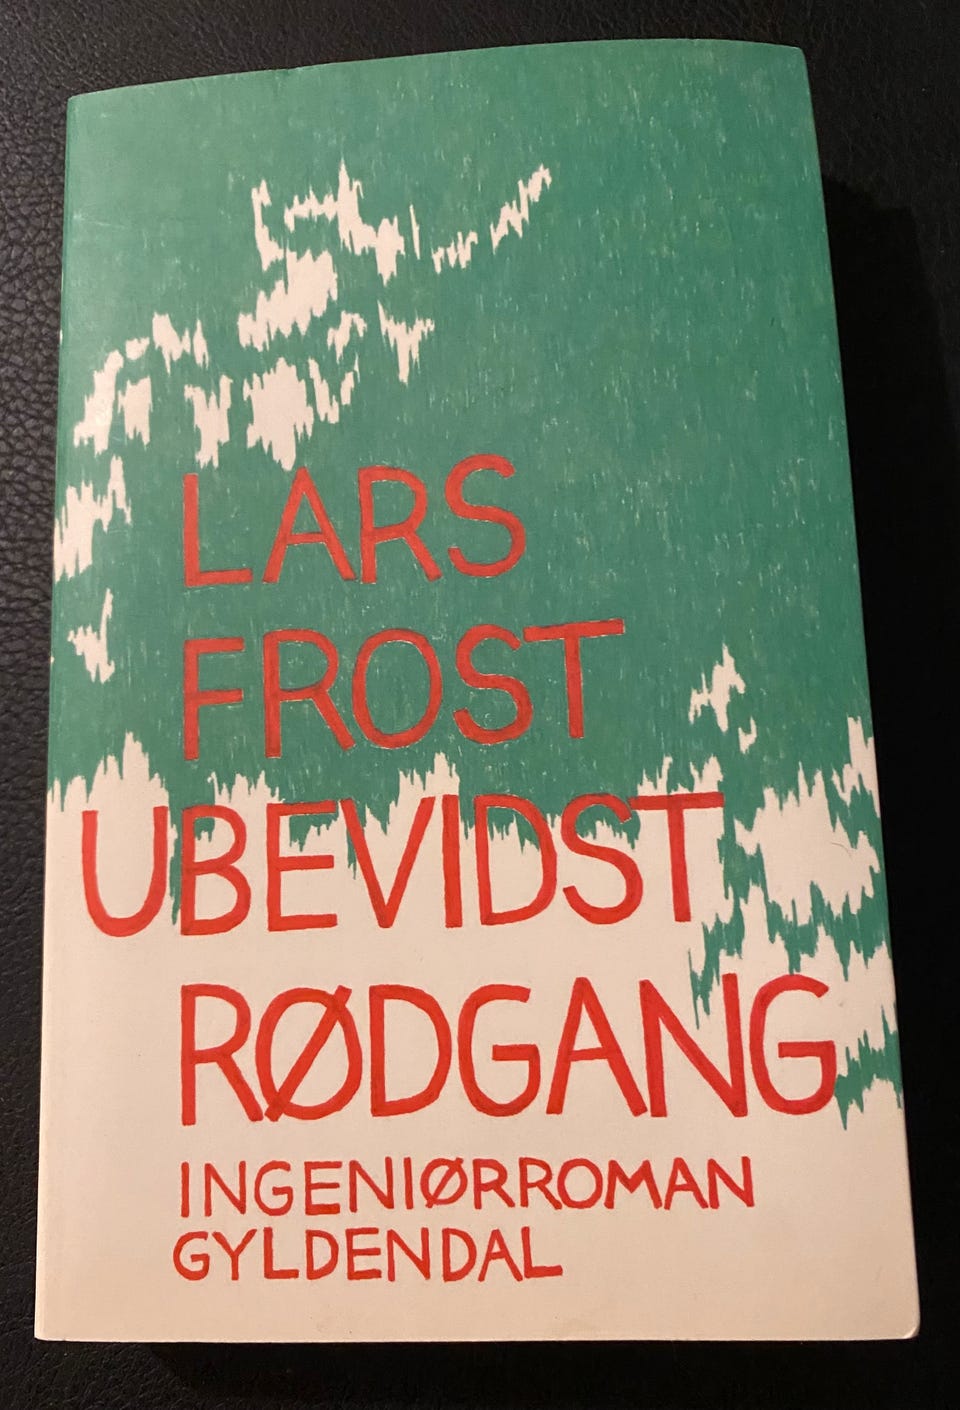 LARS
FROST
UBEVIDST
RØDGANG
INGENIØRROMAN
GYLDENDAL